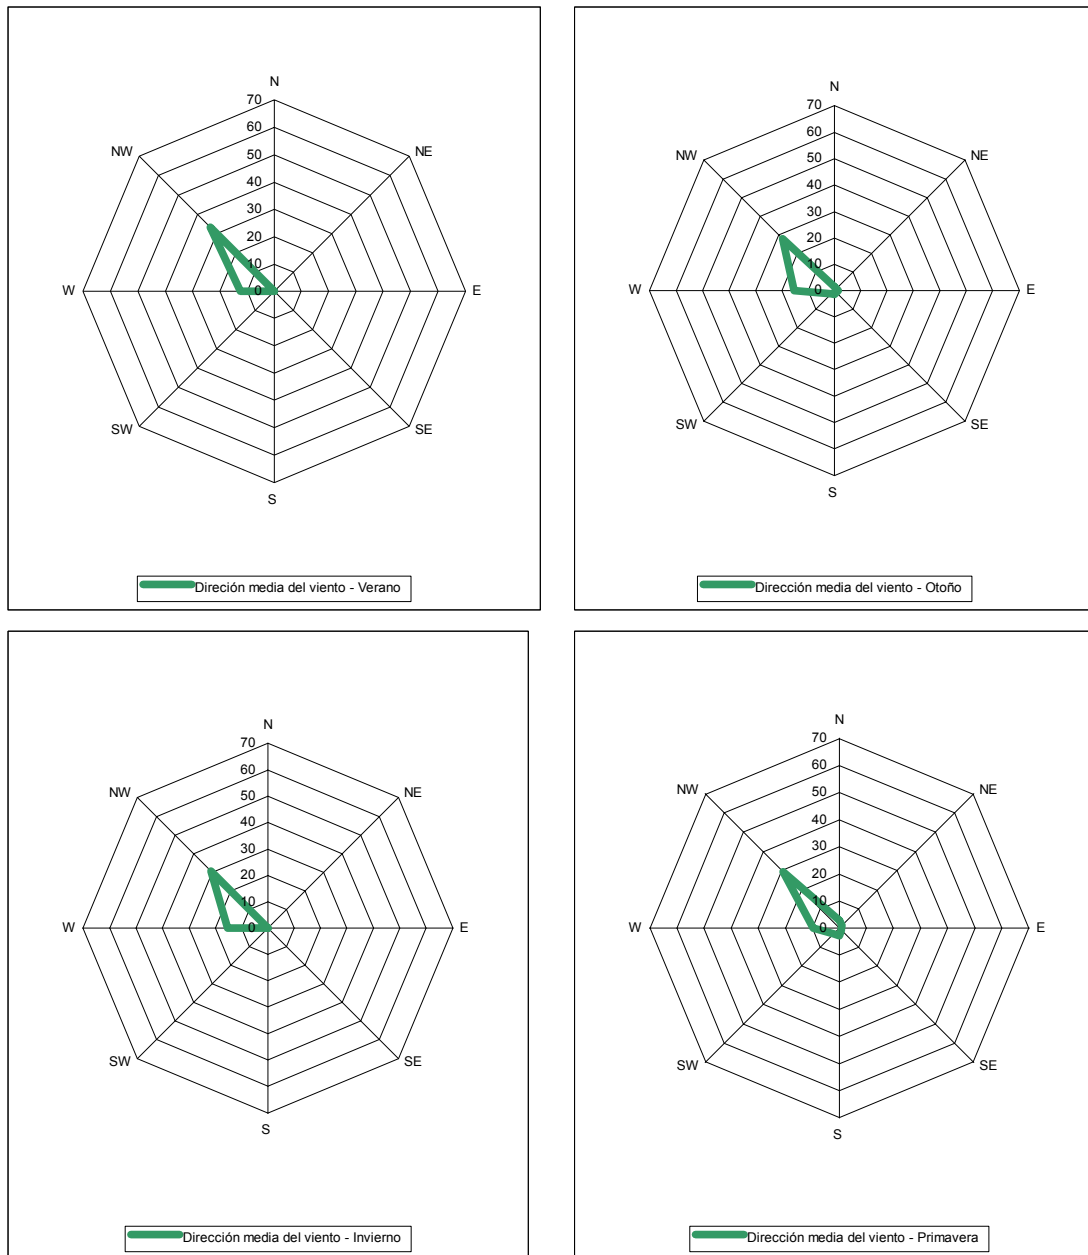 N
70
60
NW
NE
50
40
30
20
10
W
0
E
SW
SE
S
Direción media del viento - Verano
N
70
60
NW
NE
50
40
30
20
10
W
0
E
SW
SE
S
Dirección media del viento - Otoño
N
70
60
NW
NE
50
40
30
20
10
W
0
E
SW
SE
S
Dirección media del viento - Invierno
N
70
60
NW
NE
50
40
30
20
10
W
0
E
SW
SE
S
Dirección media del viento - Primavera